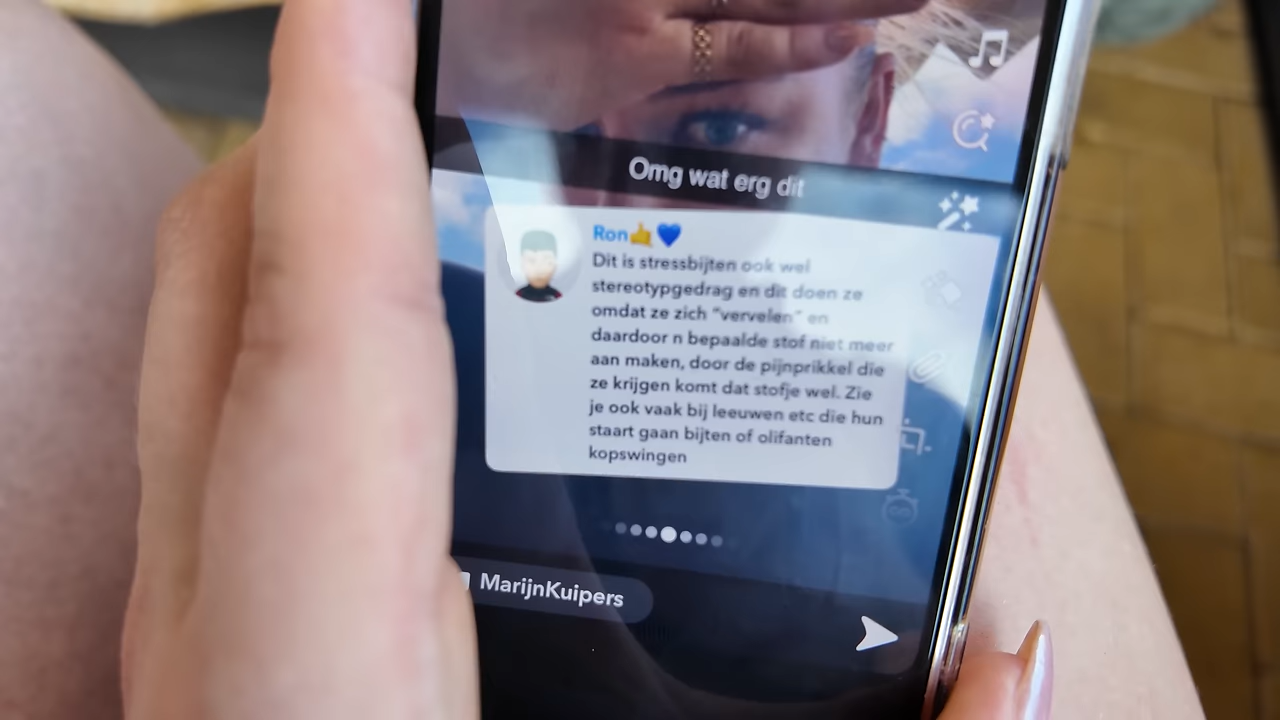 Omg wat erg dit
Ron👍💙
Dit is stressbijten ook wel
stereotypgedrag en dit doen ze
omdat ze zich "vervelen" en
daardoor n bepaalde stof niet meer
aan maken, door de pijnprikkel die
ze krijgen komt dat stofje wel. Zie
je ook vaak bij leeuwen etc die hun
staart gaan bijten of olifanten
kopswingen
MarijnKuipers